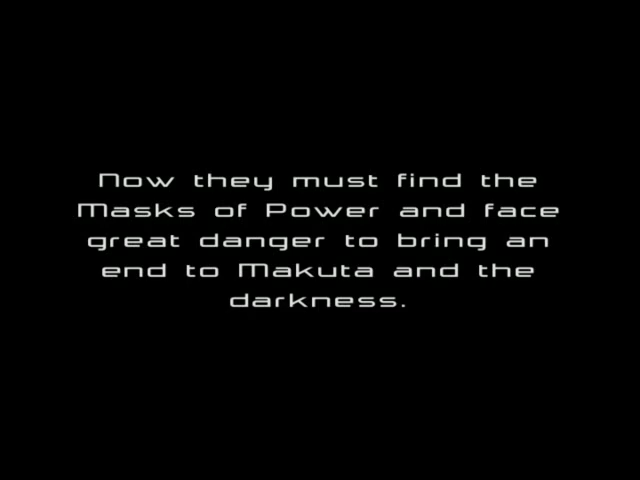 Now they must find the
Masks of Power and face
great danger to bring an
end to Makuta and the
darkness.